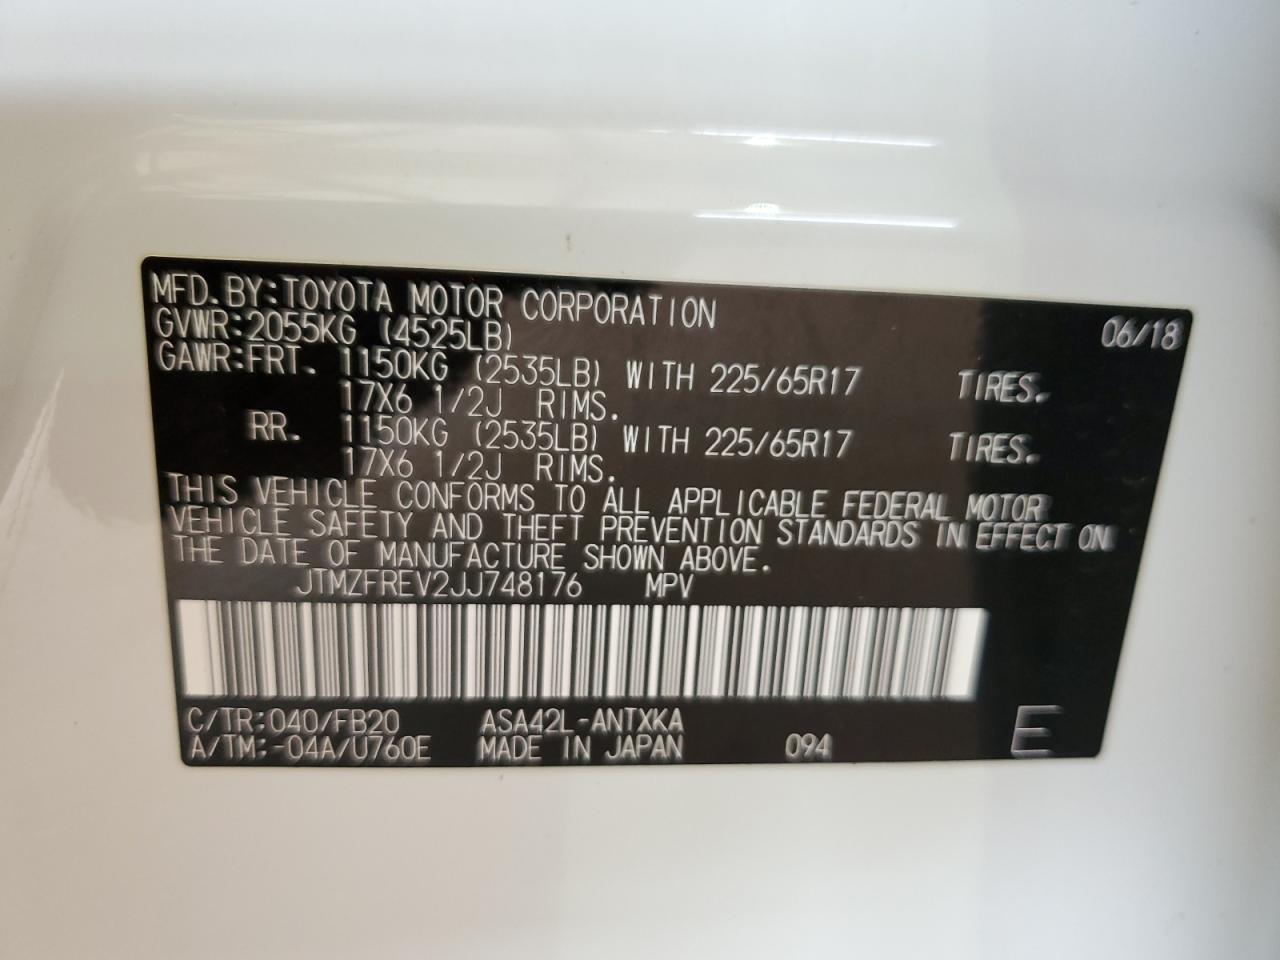 MFD. BY: TOYOTA MOTOR CORPORATION 06/18
GVWR: 2055KG (4525LB)
GAWR: FRT. 1150KG (2535LB) WITH 225/65R17 TIRES.
17X6 1/2J RIMS.
RR. 1150KG (2535LB) WITH 225/65R17 TIRES.
17X6 1/2J RIMS.
THIS VEHICLE CONFORMS TO ALL APPLICABLE FEDERAL MOTOR
VEHICLE SAFETY AND THEFT PREVENTION STANDARDS IN EFFECT ON
THE DATE OF MANUFACTURE SHOWN ABOVE.
JTMZFREV2JJ748176 MPV
C/TR: 040/FB20 ASA42L-ANTXKA
A/TM: -04A/U760E MADE IN JAPAN 094 E